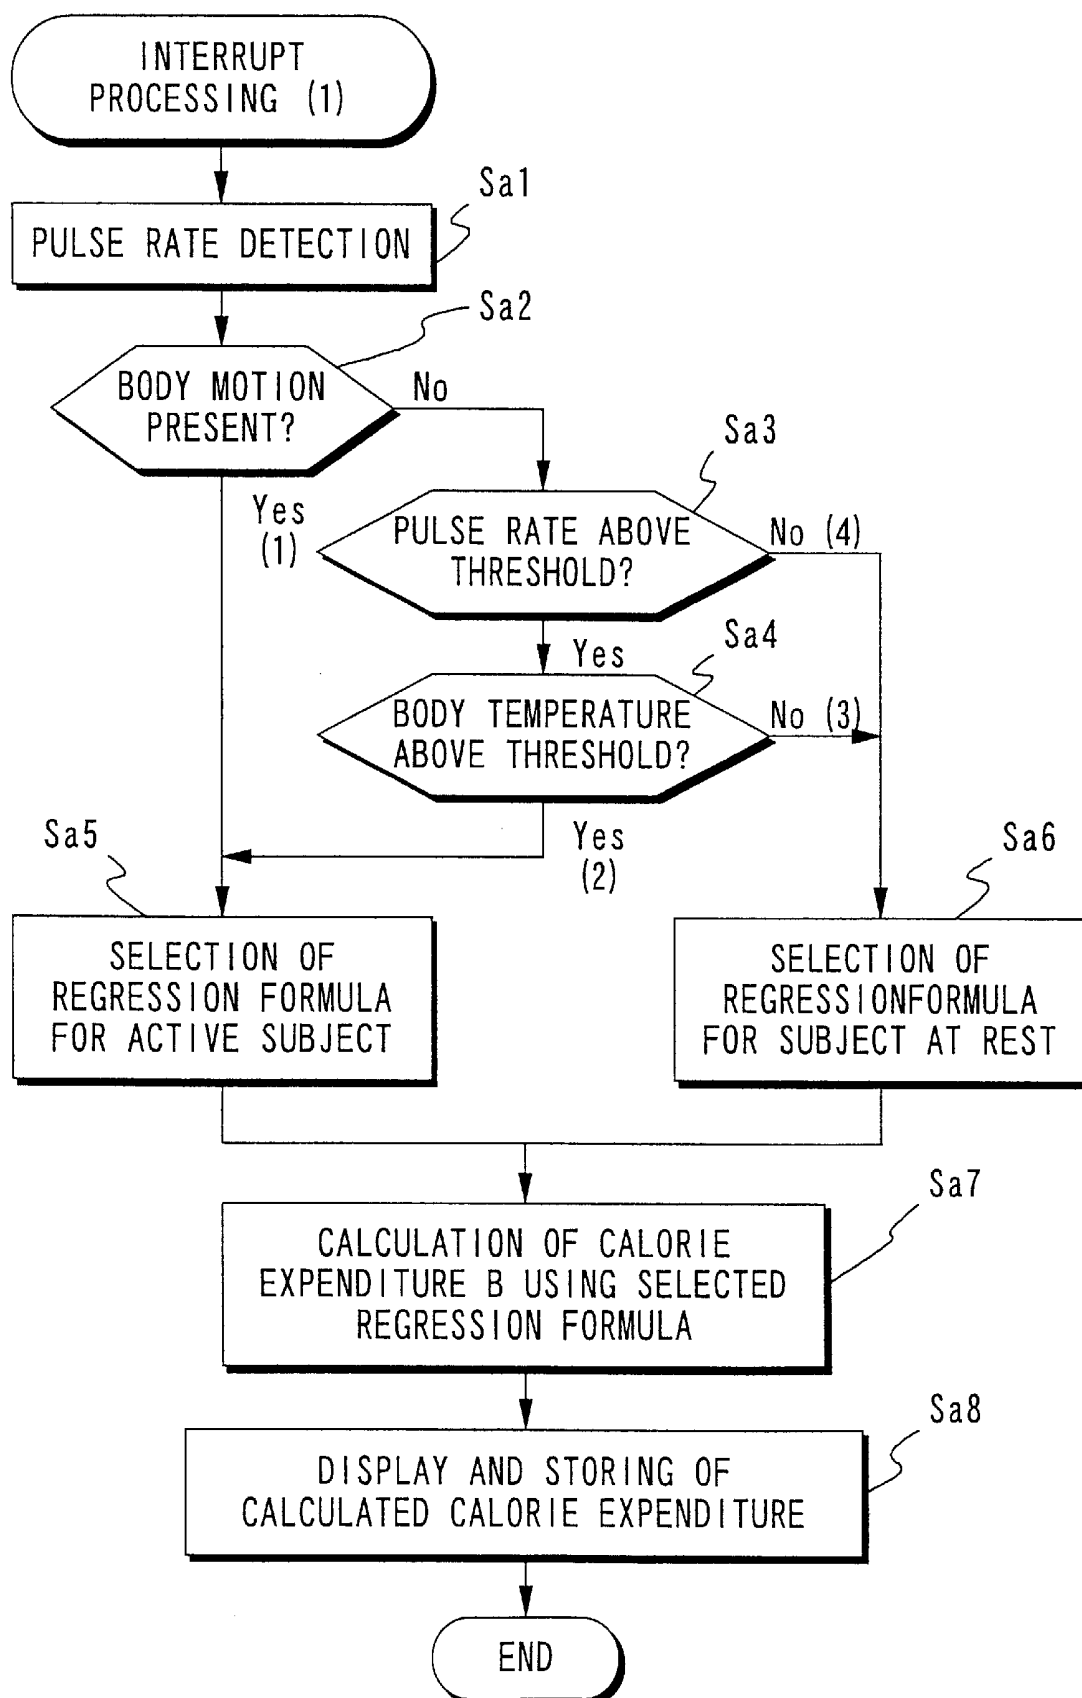 INTERRUPT
PROCESSING (1)
Sa1
PULSE RATE DETECTION
Sa2
BODY MOTION
PRESENT?
No
Sa3
Yes
(1)
PULSE RATE ABOVE
THRESHOLD?
No (4)
Yes
Sa4
BODY TEMPERATURE
ABOVE THRESHOLD?
No (3)
Yes
(2)
Sa5
Sa6
SELECTION OF
REGRESSION FORMULA
FOR ACTIVE SUBJECT
SELECTION OF
REGRESSIONFORMULA
FOR SUBJECT AT REST
Sa7
CALCULATION OF CALORIE
EXPENDITURE B USING SELECTED
REGRESSION FORMULA
Sa8
DISPLAY AND STORING OF
CALCULATED CALORIE EXPENDITURE
END